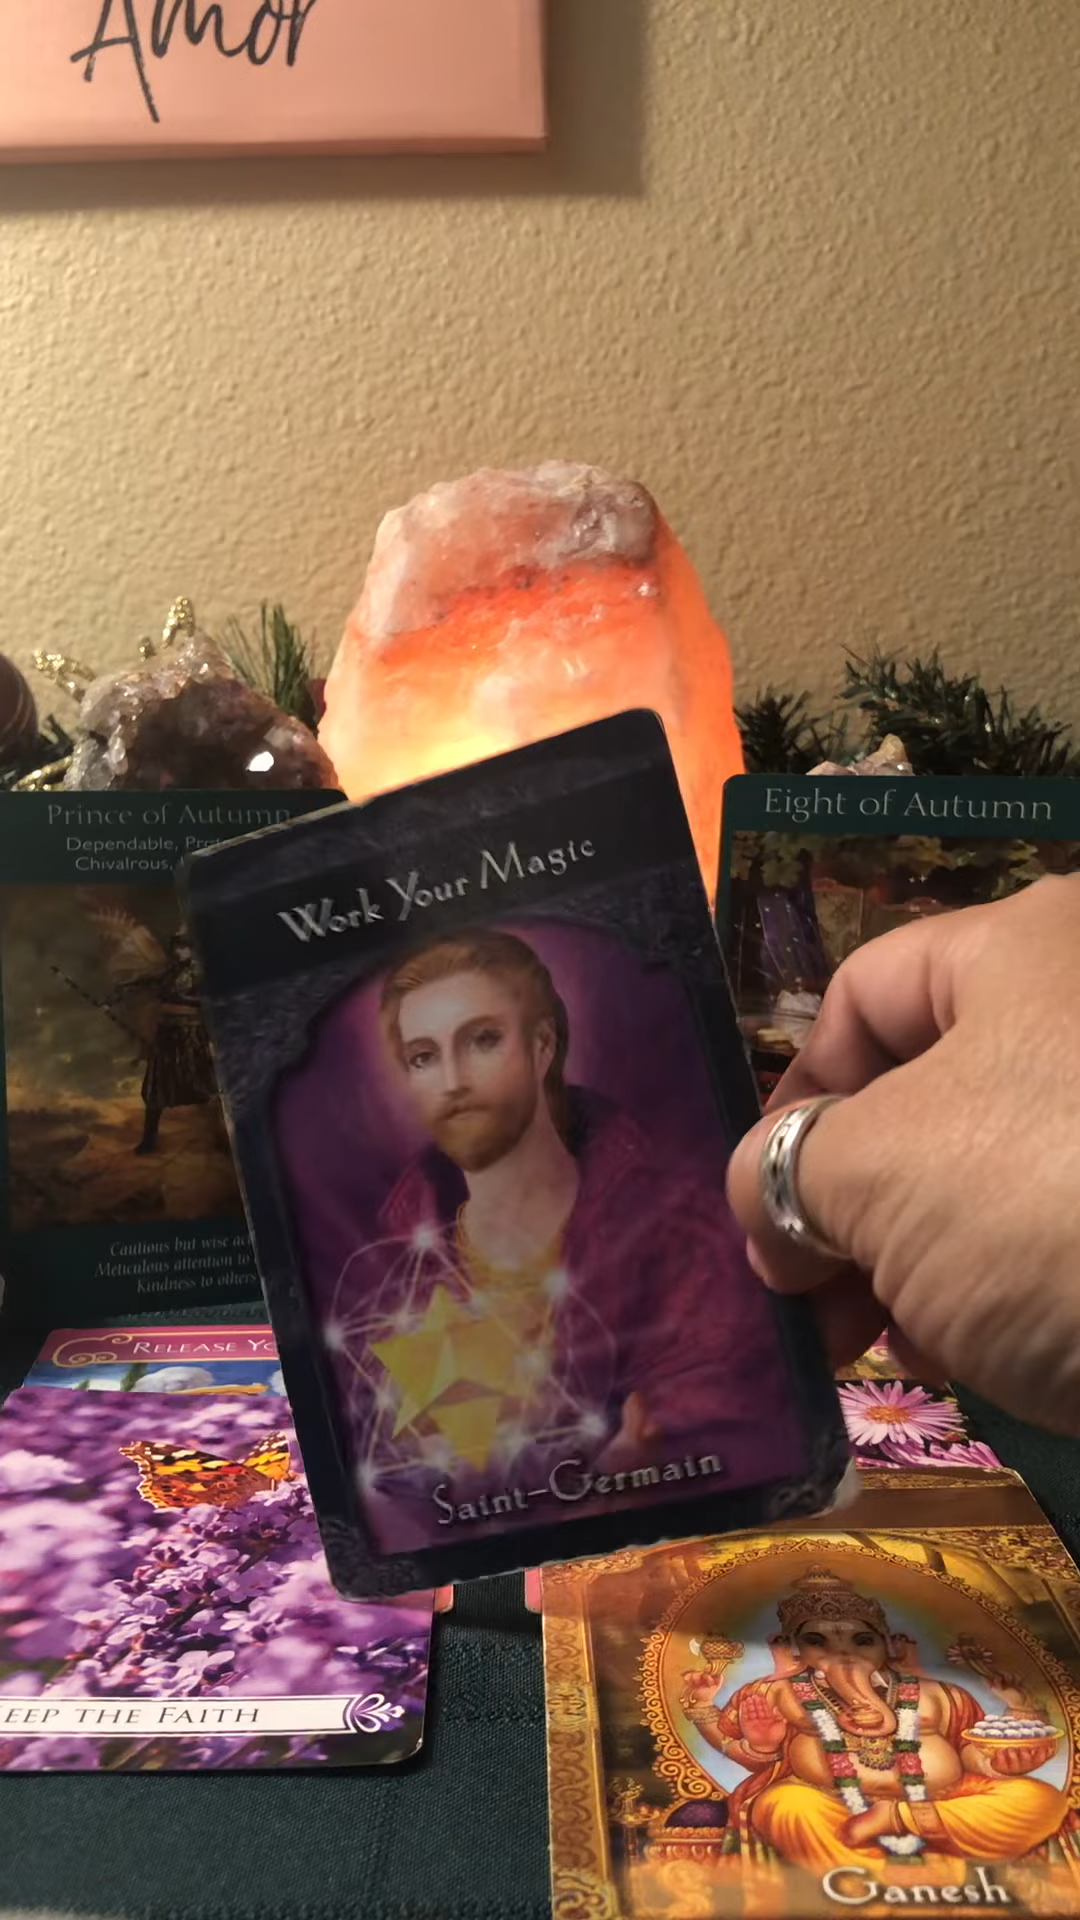 Amor
Prince of Autumn
Dependable,
Chivalrous,
Eight of Autumn
Work Your Magic
Saint-Germain
Cautious but wise
Meticulous attention to
Kindness to others
Release
EEP THE FAITH
Ganesh